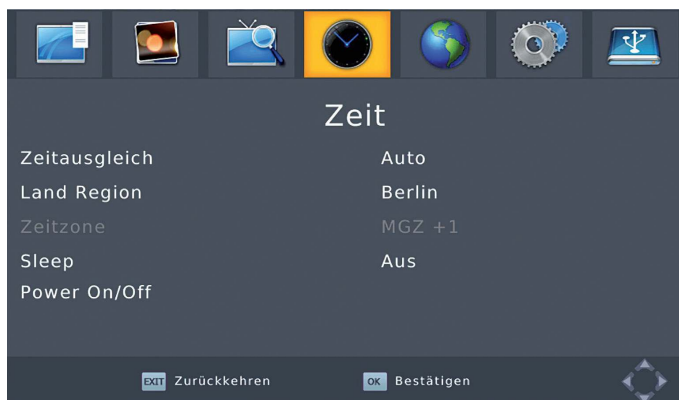 Zeit
Zeitausgleich Auto
Land Region Berlin
Zeitzone MGZ +1
Sleep Aus
Power On/Off
EXIT Zurückkehren OK Bestätigen